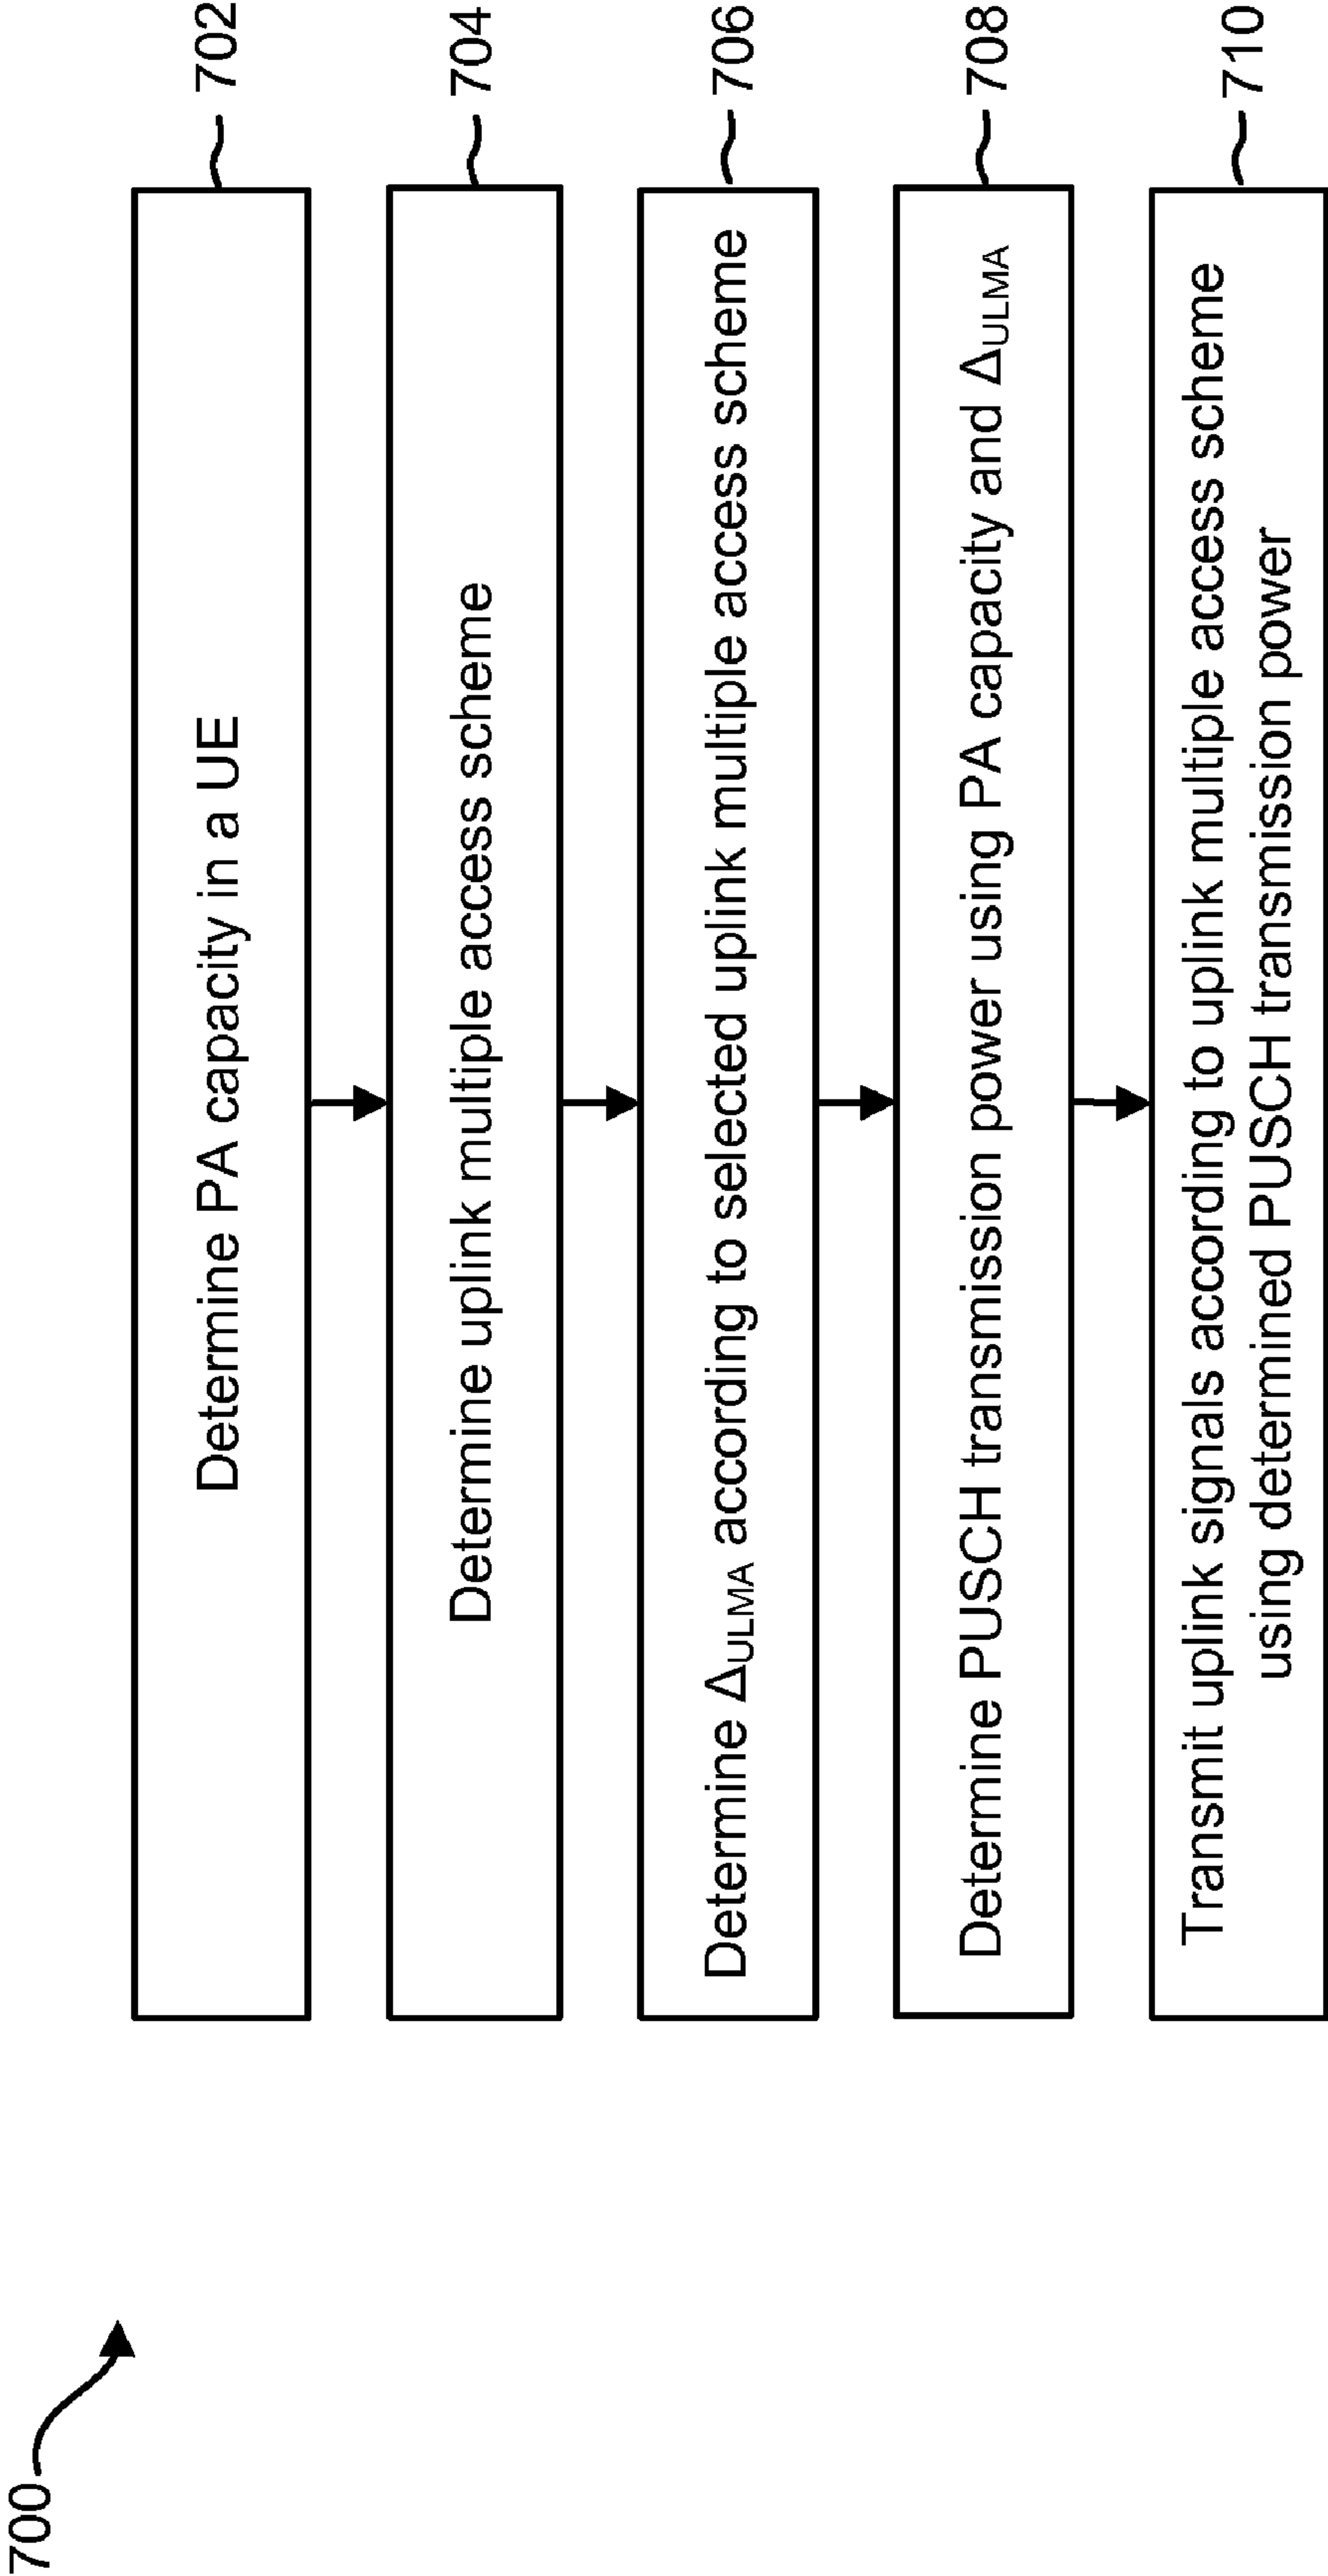 700
Determine PA capacity in a UE
702
Determine uplink multiple access scheme
704
Determine ΔULMA according to selected uplink multiple access scheme
706
Determine PUSCH transmission power using PA capacity and ΔULMA
708
Transmit uplink signals according to uplink multiple access scheme
using determined PUSCH transmission power
710